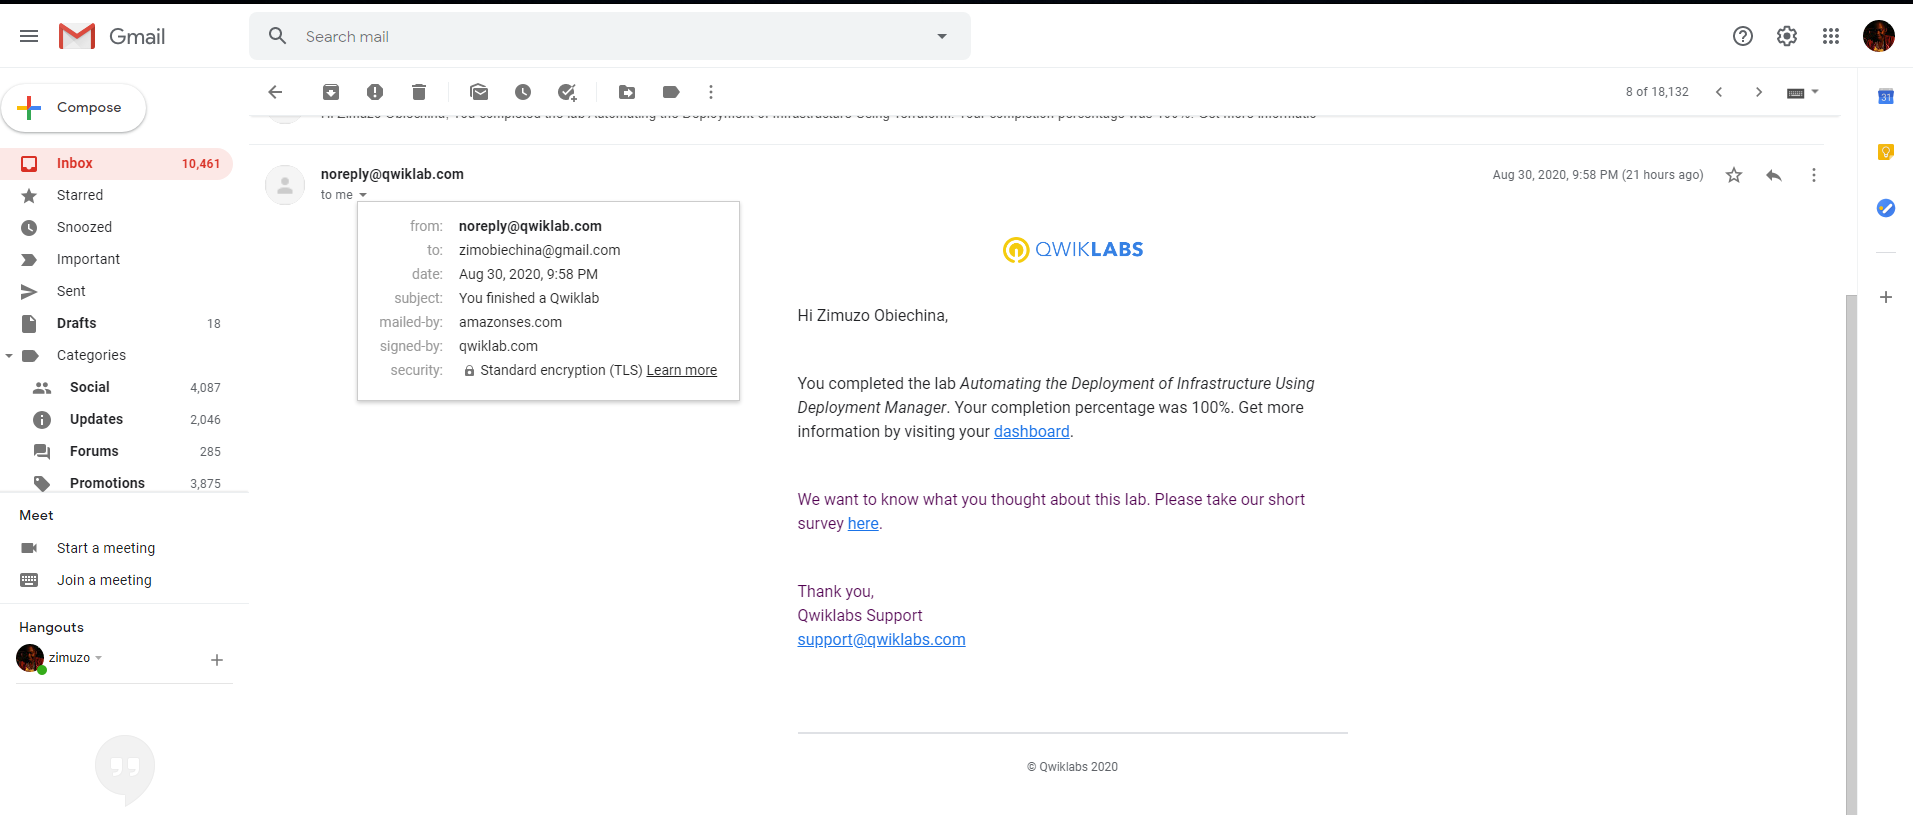 Gmail
Search mail
Compose
8 of 18,132
Hi Zimuzo Obiechina, You completed the lab Automating the Deployment of Infrastructure Using Terraform. Your completion percentage was 100%. Get more informatio
Inbox 10,461
Starred
Snoozed
Important
Sent
Drafts 18
Categories
Social 4,087
Updates 2,046
Forums 285
Promotions 3,875
Meet
Start a meeting
Join a meeting
Hangouts
zimuzo
noreply@qwiklab.com
to me
Aug 30, 2020, 9:58 PM (21 hours ago)
from: noreply@qwiklab.com
to: zimobiechina@gmail.com
date: Aug 30, 2020, 9:58 PM
subject: You finished a Qwiklab
mailed-by: amazonses.com
signed-by: qwiklab.com
security: Standard encryption (TLS) Learn more
QWIKLABS
Hi Zimuzo Obiechina,
You completed the lab Automating the Deployment of Infrastructure Using
Deployment Manager. Your completion percentage was 100%. Get more
information by visiting your dashboard.
We want to know what you thought about this lab. Please take our short
survey here.
Thank you,
Qwiklabs Support
support@qwiklabs.com
© Qwiklabs 2020
31